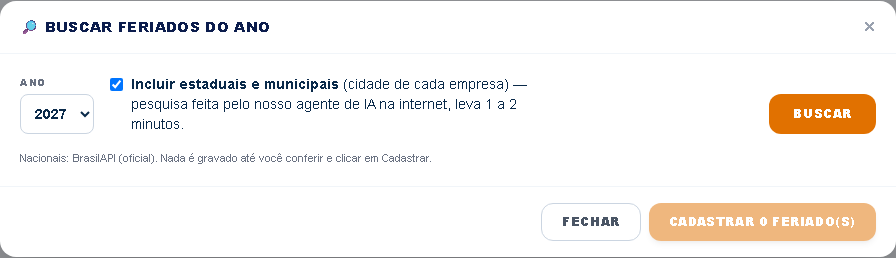 BUSCAR FERIADOS DO ANO
ANO
2027
Incluir estaduais e municipais (cidade de cada empresa) —
pesquisa feita pelo nosso agente de IA na internet, leva 1 a 2
minutos.
BUSCAR
Nacionais: BrasilAPI (oficial). Nada é gravado até você conferir e clicar em Cadastrar.
FECHAR
CADASTRAR 0 FERIADO(S)